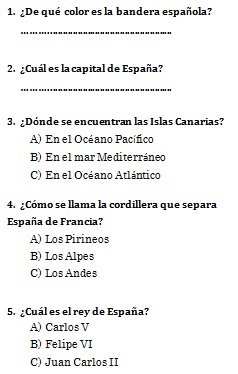 1. ¿De qué color es la bandera española?
……………………………………………
2. ¿Cuál es la capital de España?
……………………………………………
3. ¿Dónde se encuentran las Islas Canarias?
A) En el Océano Pacífico
B) En el mar Mediterráneo
C) En el Océano Atlántico
4. ¿Cómo se llama la cordillera que separa
España de Francia?
A) Los Pirineos
B) Los Alpes
C) Los Andes
5. ¿Cuál es el rey de España?
A) Carlos V
B) Felipe VI
C) Juan Carlos II